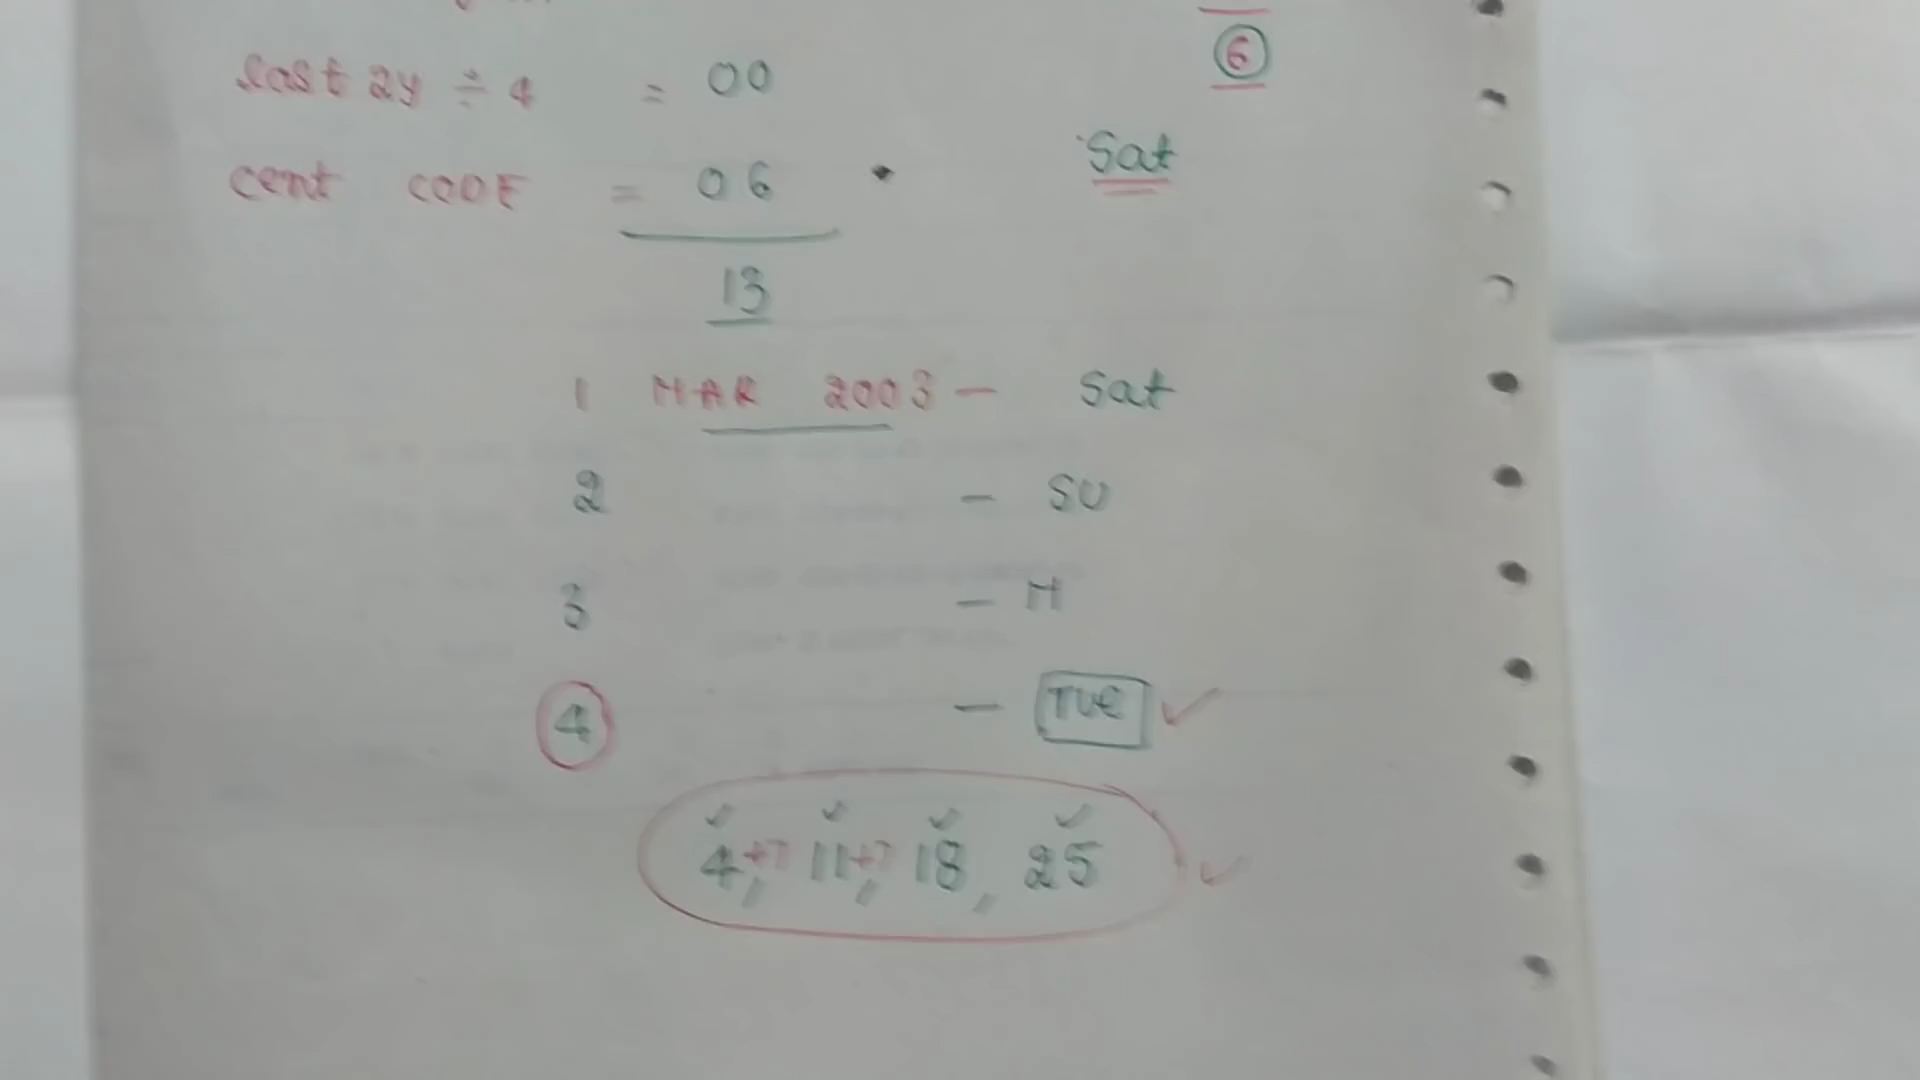 6
last 2y ÷ 4 = 00
cent CODE = 06
Sat
13
1 MAR 2003 - Sat
2 - SU
3 - M
4 - TUE ✓
✓ ✓ ✓ ✓
4, +7 11, +7 18, 25 ✓